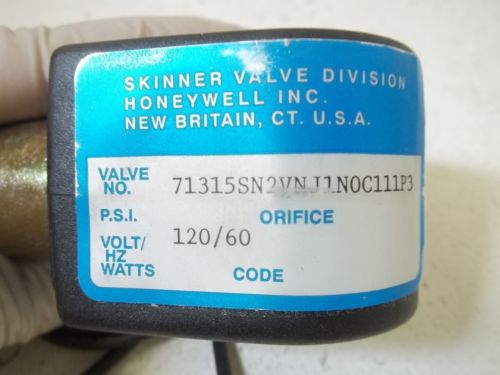 SKINNER VALVE DIVISION
HONEYWELL INC.
NEW BRITAIN, CT. U.S.A.
VALVE NO. 71315SN2VNJ1N0C111P3
P.S.I. ORIFICE
VOLT/HZ 120/60
WATTS CODE